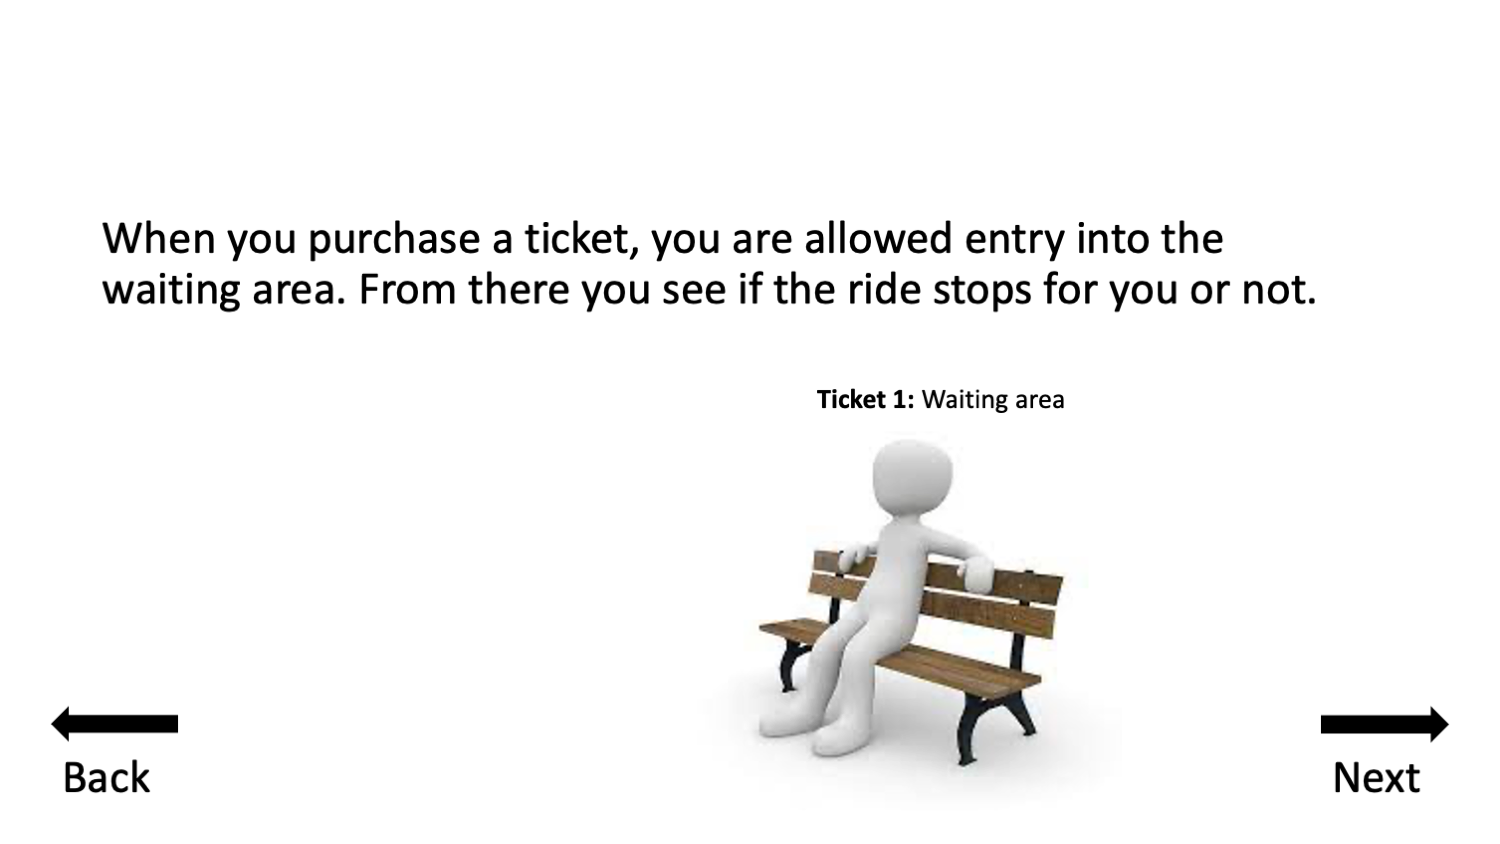 When you purchase a ticket, you are allowed entry into the
waiting area. From there you see if the ride stops for you or not.
Ticket 1: Waiting area
Back
Next